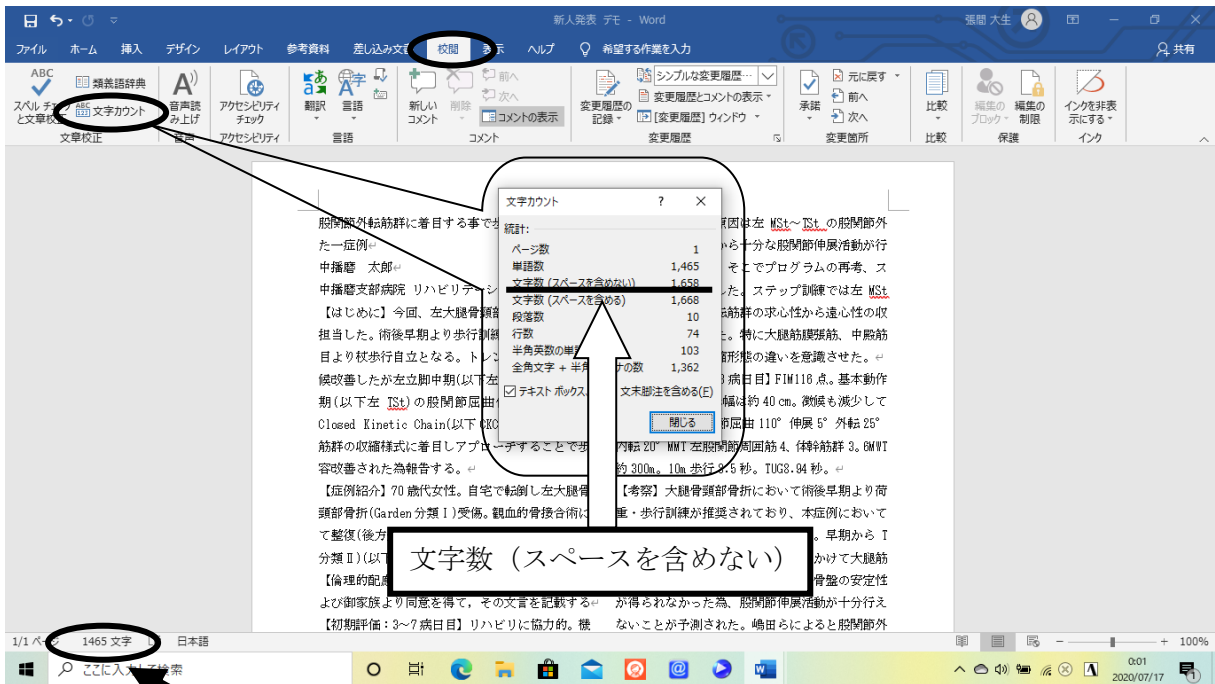 新人発表 デモ - Word
張間 大生
ファイル ホーム 挿入 デザイン レイアウト 参考資料 差し込み文 校閲 表示 ヘルプ 希望する作業を入力 共有
ABC
スペル チェ
と文章校正
類義語辞典
ABC 123 文字カウント
文章校正
音声読み上げ
音声
アクセシビリティ
チェック
アクセシビリティ
翻訳 言語
言語
新しい
コメント
削除
前へ
次へ
コメントの表示
コメント
変更履歴の
記録
シンプルな変更履歴…
変更履歴とコメントの表示
[変更履歴] ウィンドウ
変更履歴
承諾
元に戻す
前へ
次へ
変更箇所
比較
比較
編集の
ブロック
編集の
制限
保護
インクを非表
示にする
インク
文字カウント ? ×
統計:
ページ数 1
単語数 1,465
文字数 (スペースを含めない) 1,658
文字数 (スペースを含める) 1,668
段落数 10
行数 74
半角英数の単 103
全角文字 + 半角 ナの数 1,362
テキスト ボックス、 文末脚注を含める(F)
閉じる
股関節外転筋群に着目する事で歩
た一症例
中播磨 太郎
中播磨支部病院 リハビリテーシ
【はじめに】今回、左大腿骨頸
担当した。術後早期より歩行訓練
目より杖歩行自立となる。トレン
候改善したが左立脚中期(以下左
期(以下左 TSt)の股関節屈曲
Closed Kinetic Chain(以下 CKC
筋群の収縮様式に着目しアプローチすることで歩
容改善された為報告する。
【症例紹介】70 歳代女性。自宅で転倒し左大腿骨
頸部骨折(Garden 分類Ⅰ)受傷。観血的骨接合術に
て整復(後方
分類Ⅱ)(以下
【倫理的配慮
よび御家族より同意を得て，その文言を記載する
【初期評価：3～7 病日目】リハビリに協力的。機
原因は左 MSt～TSt の股関節外
から十分な股関節伸展活動が行
そこでプログラムの再考、ス
した。ステップ訓練では左 MSt
転筋群の求心性から遠心性の収
た。特に大腿筋膜張筋、中殿筋
縮形態の違いを意識させた。
病日目】FIM116 点。基本動作
幅は約 40 cm。徴候も減少して
節屈曲 110° 伸展 5° 外転 25°
内転 20° MMT 左股関節周囲筋 4、体幹筋群 3。6MWT
約 300m。10m 歩行 8.5 秒。TUG8.94 秒。
【考察】大腿骨頸部骨折において術後早期より荷
重・歩行訓練が推奨されており、本症例において
。早期から T
かけて大腿筋
骨盤の安定性
が得られなかった為、股関節伸展活動が十分行え
ないことが予測された。嶋田らによると股関節外
文字数（スペースを含めない）
1/1 ペ 1465 文字 日本語 100%
ここに入力して検索
0:01
2020/07/17